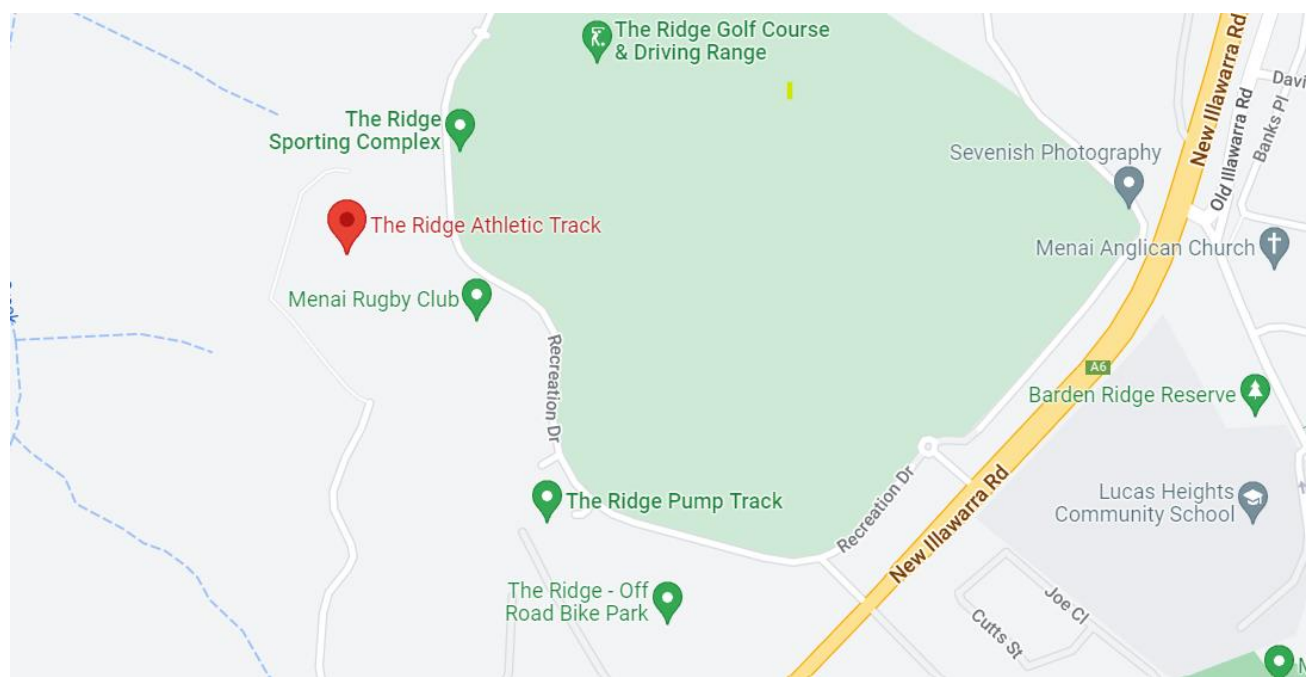 The Ridge Golf Course
& Driving Range
New Illawarra Rd
Old Illawarra Rd
Banks Pl
Davi
The Ridge
Sporting Complex
Sevenish Photography
The Ridge Athletic Track
Menai Anglican Church
Menai Rugby Club
Recreation Dr
A6
Barden Ridge Reserve
The Ridge Pump Track
Recreation Dr
New Illawarra Rd
Lucas Heights
Community School
The Ridge - Off
Road Bike Park
Joe Cl
Cutts St
M